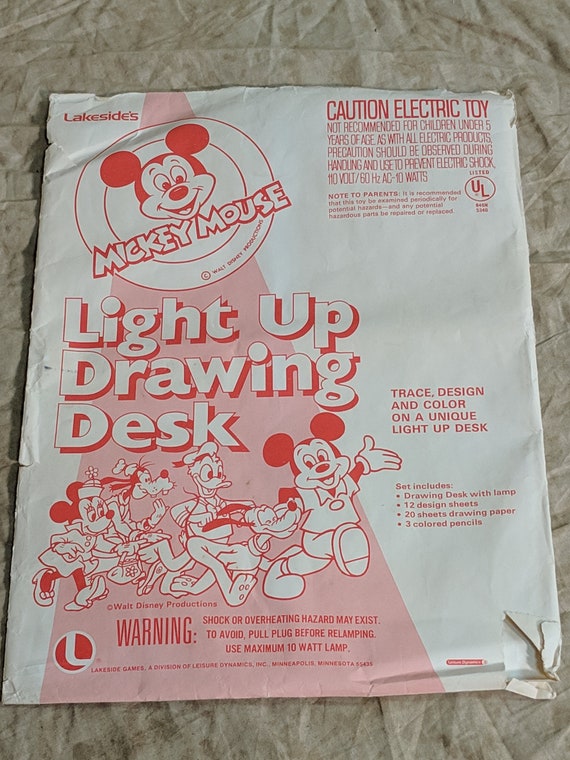 Lakeside's
CAUTION ELECTRIC TOY
NOT RECOMMENDED FOR CHILDREN UNDER 5
YEARS OF AGE. AS WITH ALL ELECTRIC PRODUCTS,
PRECAUTION SHOULD BE OBSERVED DURING
HANDLING AND USE TO PREVENT ELECTRIC SHOCK.
110 VOLT/60 Hz AC-10 WATTS
NOTE TO PARENTS: It is recommended
that this toy be examined periodically for
potential hazards—and any potential
hazardous parts be repaired or replaced.
LISTED
UL
MICKEY MOUSE
© WALT DISNEY PRODUCTIONS
Light Up
Drawing
Desk
TRACE, DESIGN
AND COLOR
ON A UNIQUE
LIGHT UP DESK
Set includes:
• Drawing Desk with lamp
• 12 design sheets
• 20 sheets drawing paper
• 3 colored pencils
©Walt Disney Productions
WARNING: SHOCK OR OVERHEATING HAZARD MAY EXIST.
TO AVOID, PULL PLUG BEFORE RELAMPING.
USE MAXIMUM 10 WATT LAMP.
L
LAKESIDE GAMES, A DIVISION OF LEISURE DYNAMICS, INC. MINNEAPOLIS, MINNESOTA 55435
Leisure Dynamics